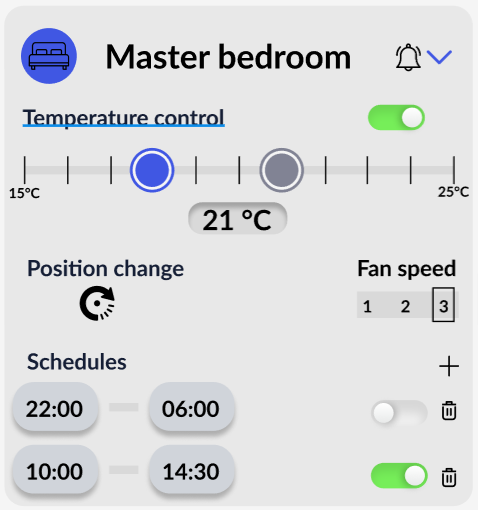 Master bedroom
Temperature control
15°C 25°C
21 °C
Position change Fan speed
1 2 3
Schedules
22:00 06:00
10:00 14:30